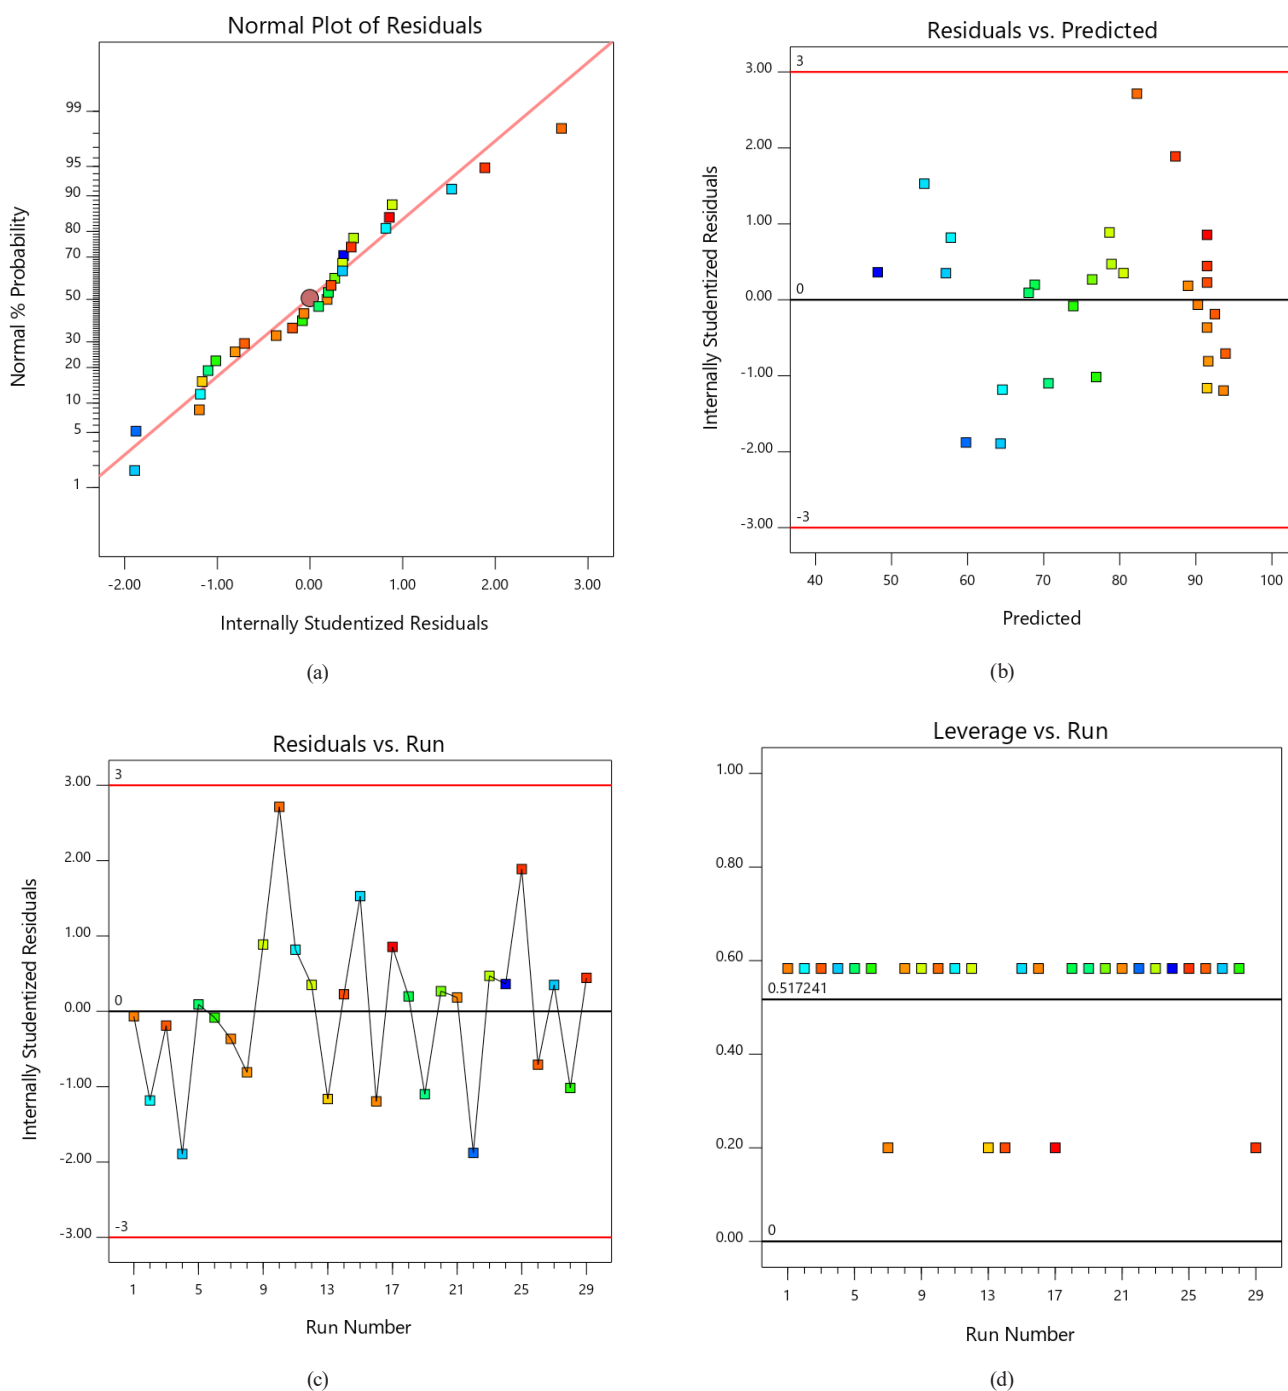 Normal Plot of Residuals
Normal % Probability
99
95
90
80
70
50
30
20
10
5
1
-2.00 -1.00 0.00 1.00 2.00 3.00
Internally Studentized Residuals
(a)
Residuals vs. Predicted
Internally Studentized Residuals
3.00
2.00
1.00
0.00
-1.00
-2.00
-3.00
3
0
-3
40 50 60 70 80 90 100
Predicted
(b)
Residuals vs. Run
Internally Studentized Residuals
3.00
2.00
1.00
0.00
-1.00
-2.00
-3.00
3
0
-3
1 5 9 13 17 21 25 29
Run Number
(c)
Leverage vs. Run
1.00
0.80
0.60
0.40
0.20
0.00
0.517241
0
1 5 9 13 17 21 25 29
Run Number
(d)